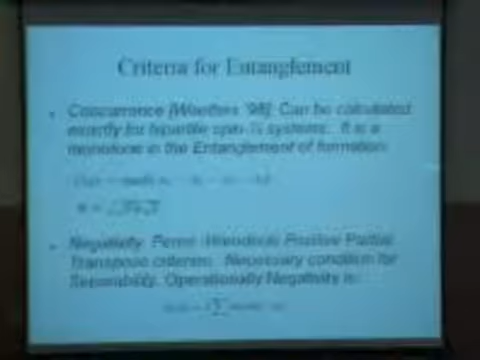 Criteria for Entanglement
Concurrence [Wootters '98]: Can be calculated
exactly for bipartite spin-½ systems. It is a
monotone in the Entanglement of formation.
Negativity: Peres-Horodecki Positive Partial
Transpose criterion. Necessary condition for
Separability. Operationally Negativity is: